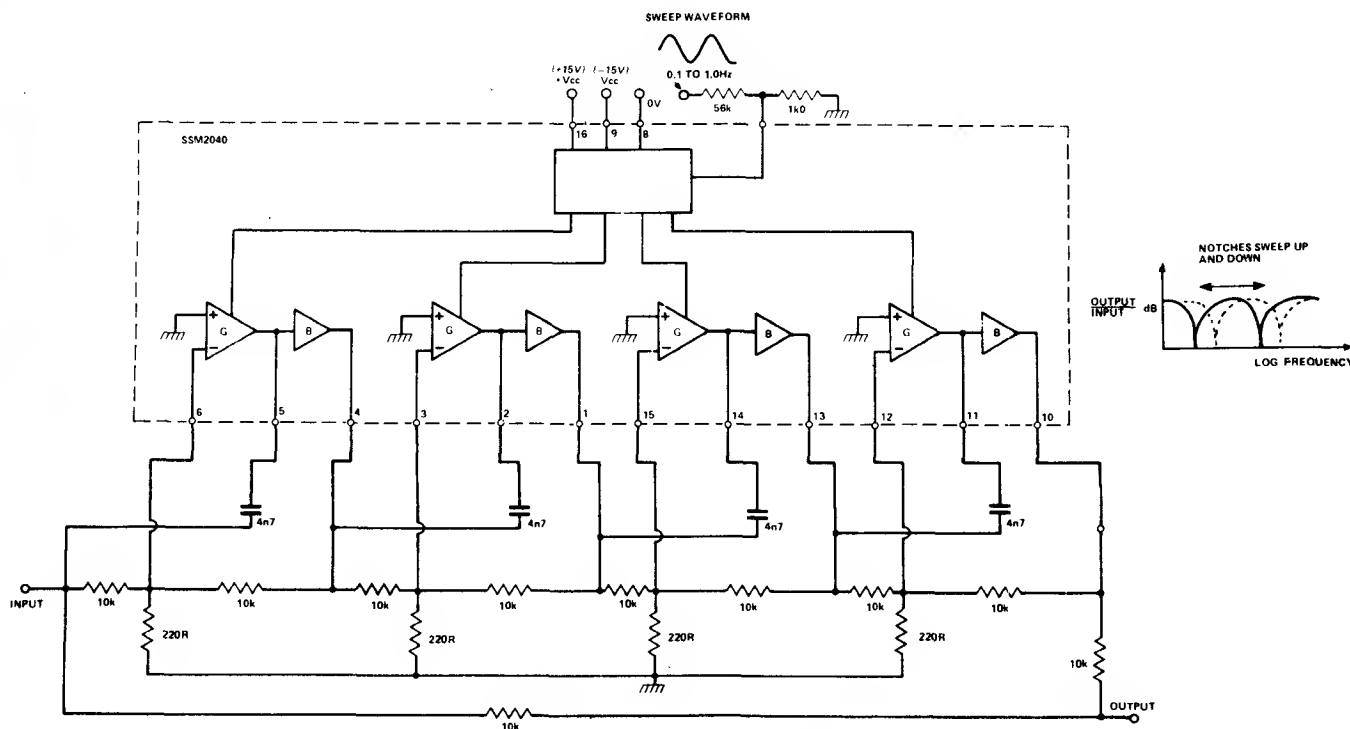 SWEEP WAVEFORM
(+15V) (−15V)
+Vcc Vcc 0V
0.1 TO 1.0Hz
56k 1k0
16 9 8
SSM2040
+ + + +
G B G B G B G B
− − − −
NOTCHES SWEEP UP
AND DOWN
OUTPUT
INPUT
dB
LOG FREQUENCY
6 5 4 3 2 1 15 14 13 12 11 10
4n7 4n7 4n7 4n7
INPUT
10k 10k 10k 10k 10k 10k 10k 10k
220R 220R 220R 220R
10k
OUTPUT
10k